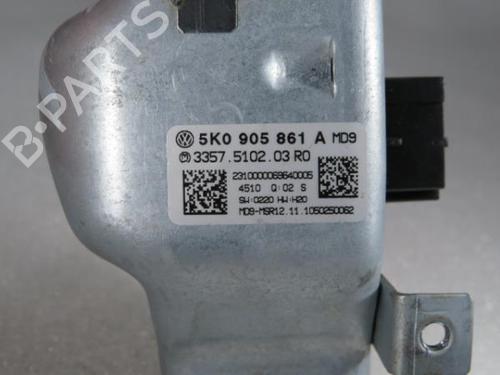 B-PARTS
5K0 905 861 A MD9
3357.5102.03 R0
2310000069640005
4510 Q:02 S
SW:0220 HW:H20
MD9-MSR12.11.1050250062